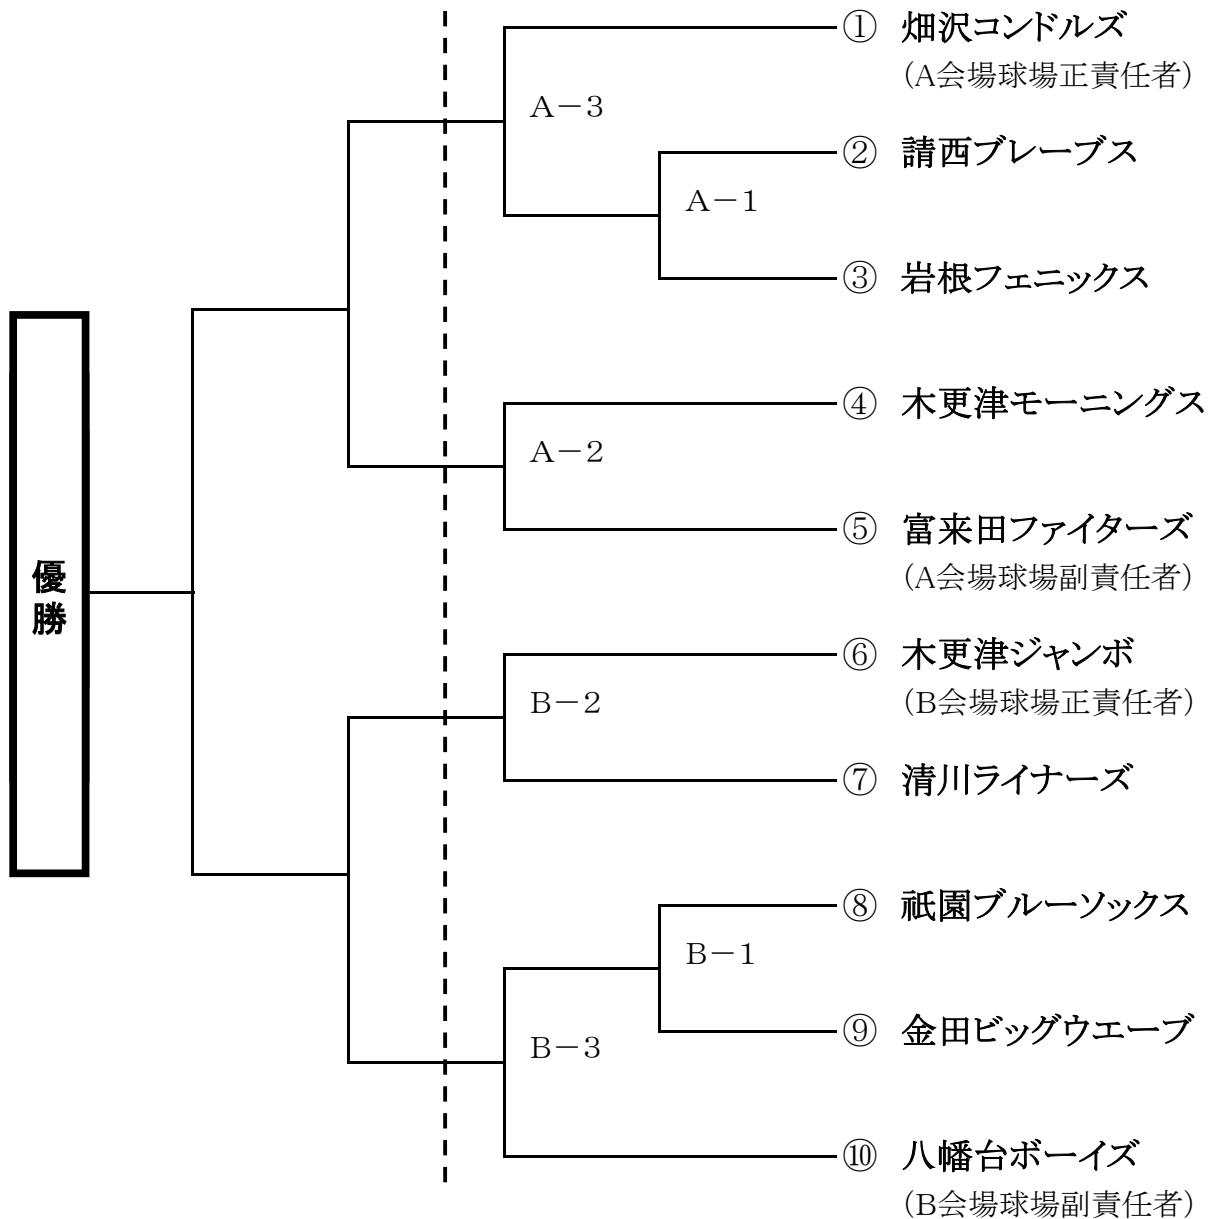 ① 畑沢コンドルズ
(A会場球場正責任者)
A－3
② 請西ブレーブス
A－1
③ 岩根フェニックス
④ 木更津モーニングス
A－2
⑤ 富来田ファイターズ
(A会場球場副責任者)
優勝
⑥ 木更津ジャンボ
(B会場球場正責任者)
B－2
⑦ 清川ライナーズ
⑧ 祇園ブルーソックス
B－1
⑨ 金田ビッグウエーブ
B－3
⑩ 八幡台ボーイズ
(B会場球場副責任者)